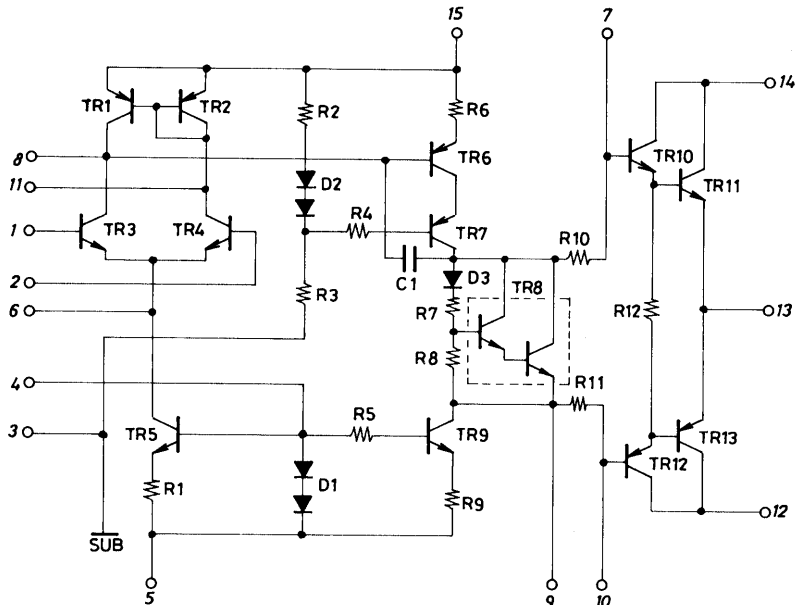 15
7
TR1
TR2
R2
R6
14
TR10
8
TR6
TR11
11
D2
1
TR3
TR4
R4
TR7
2
R10
C1
D3
TR8
6
R3
R7
R12
13
4
R8
R11
3
TR5
R5
TR9
TR13
TR12
R1
D1
R9
12
SUB
5
9
10